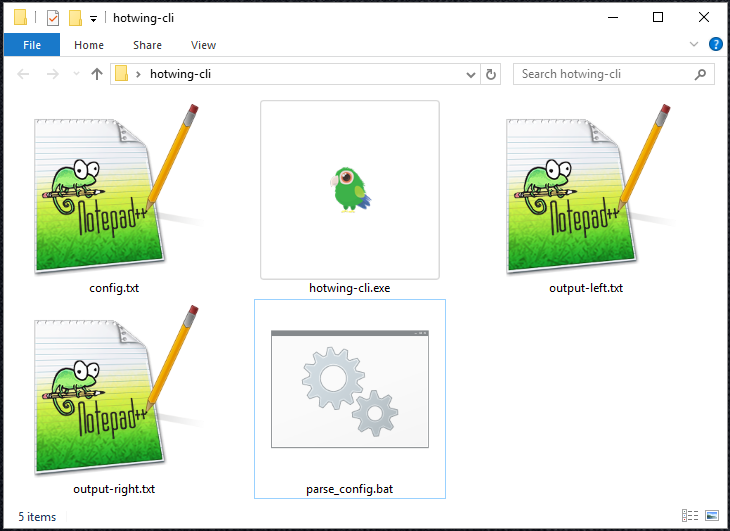 hotwing-cli
File Home Share View
hotwing-cli
Search hotwing-cli
Notepad++
Notepad++
config.txt
hotwing-cli.exe
output-left.txt
Notepad++
output-right.txt
parse_config.bat
5 items